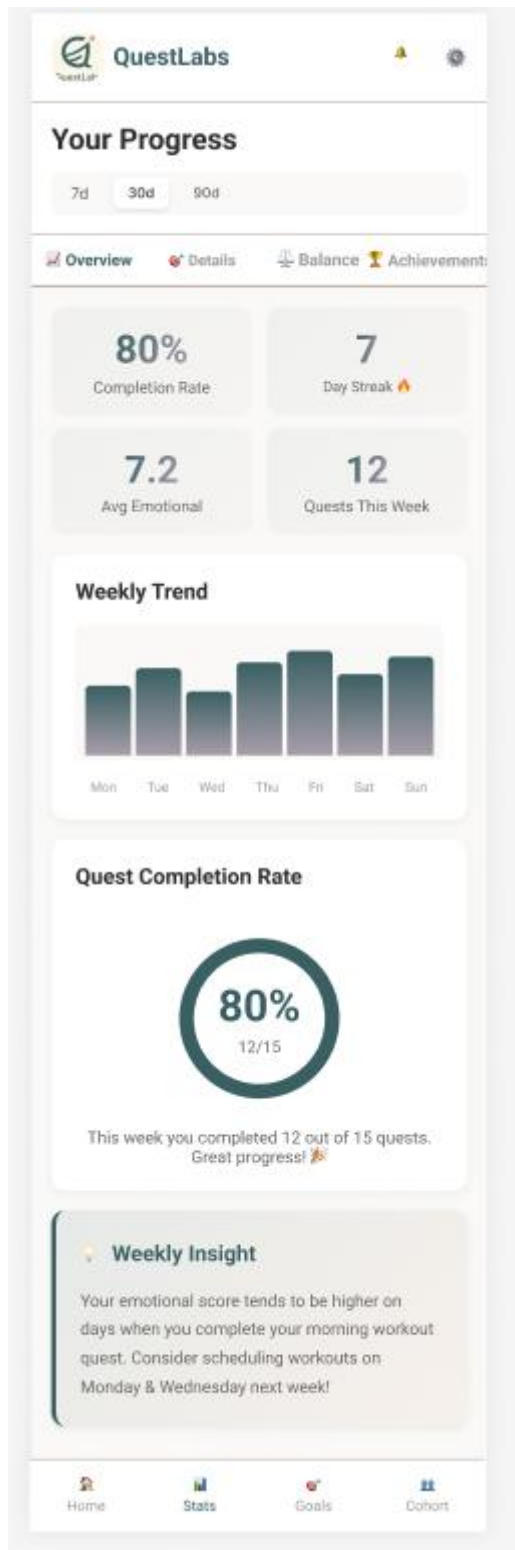 QuestLabs
Your Progress
7d 30d 90d
Overview Details Balance Achievements
80%
Completion Rate
7
Day Streak
7.2
Avg Emotional
12
Quests This Week
Weekly Trend
Mon Tue Wed Thu Fri Sat Sun
Quest Completion Rate
80%
12/15
This week you completed 12 out of 15 quests.
Great progress!
Weekly Insight
Your emotional score tends to be higher on
days when you complete your morning workout
quest. Consider scheduling workouts on
Monday & Wednesday next week!
Home Stats Goals Cohort